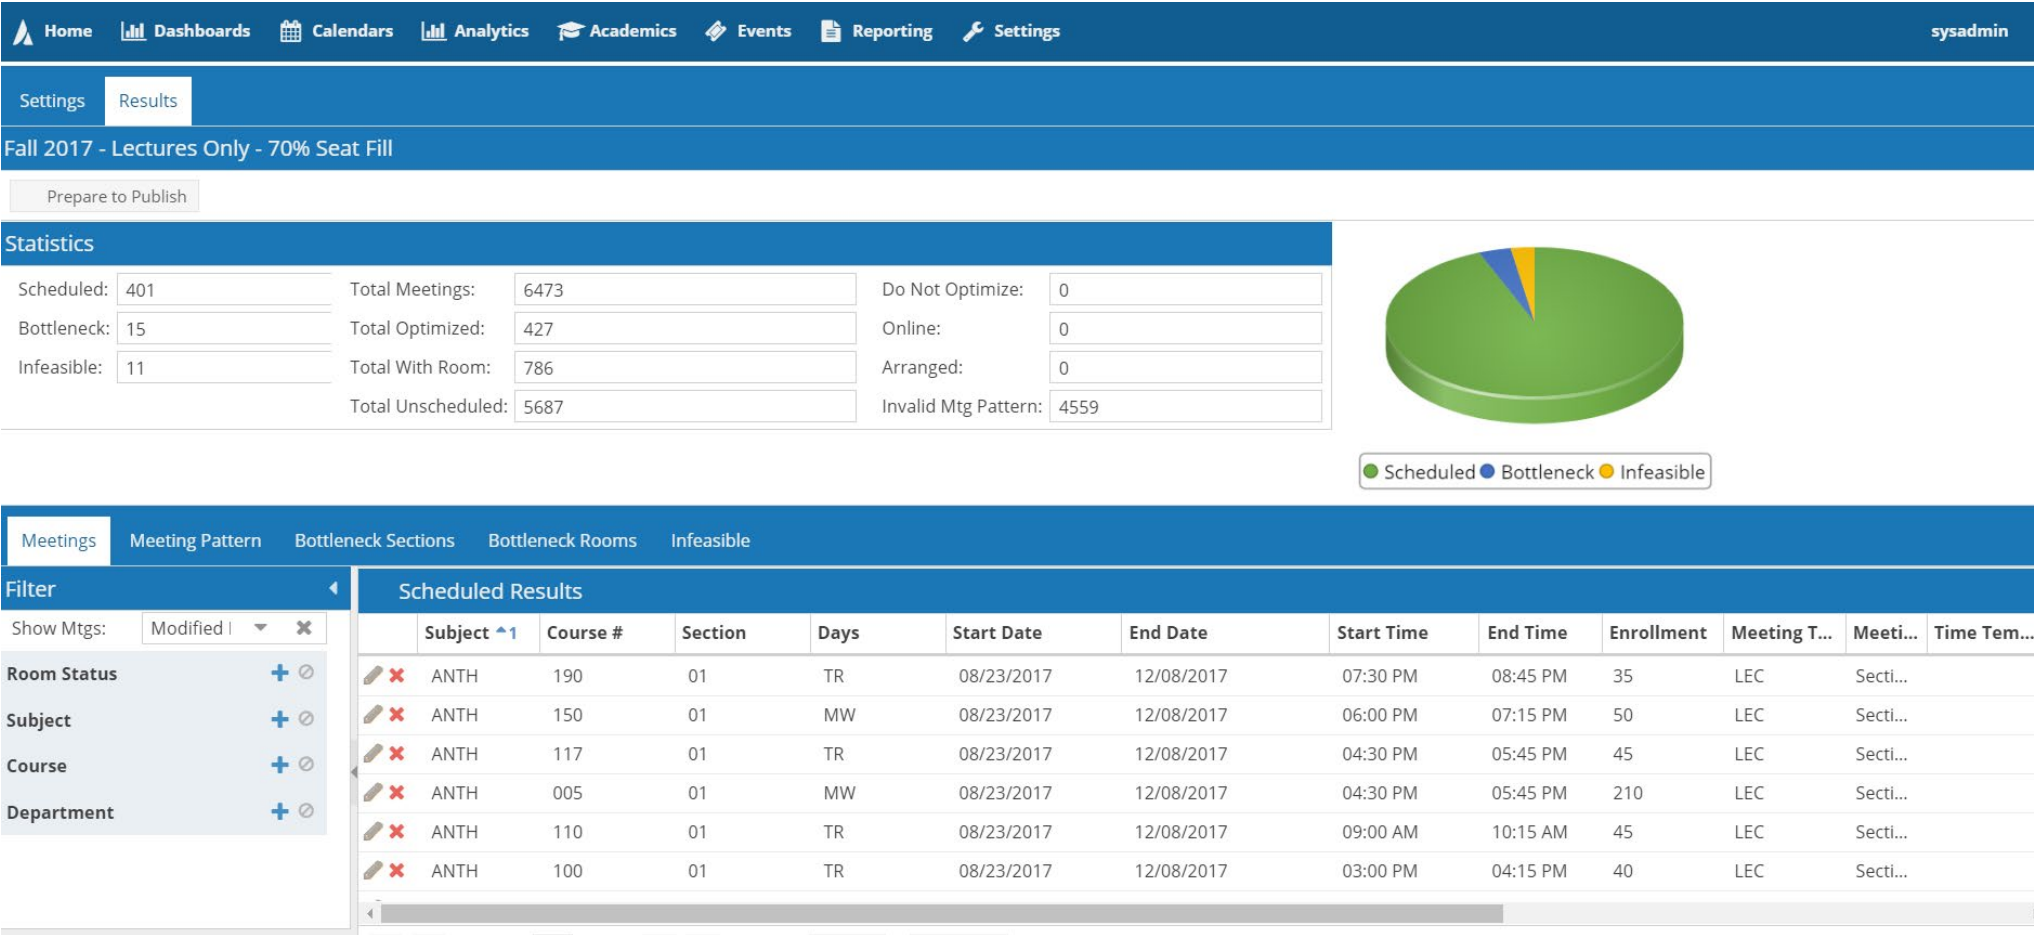 Home Dashboards Calendars Analytics Academics Events Reporting Settings sysadmin
Settings Results
Fall 2017 - Lectures Only - 70% Seat Fill
Prepare to Publish
Statistics
Scheduled: 401 Total Meetings: 6473 Do Not Optimize: 0
Bottleneck: 15 Total Optimized: 427 Online: 0
Infeasible: 11 Total With Room: 786 Arranged: 0
Total Unscheduled: 5687 Invalid Mtg Pattern: 4559
Scheduled Bottleneck Infeasible
Meetings Meeting Pattern Bottleneck Sections Bottleneck Rooms Infeasible
Filter
Show Mtgs: Modified
Room Status
Subject
Course
Department
Scheduled Results
Subject 1 Course # Section Days Start Date End Date Start Time End Time Enrollment Meeting T... Meeti... Time Tem...
ANTH 190 01 TR 08/23/2017 12/08/2017 07:30 PM 08:45 PM 35 LEC Secti...
ANTH 150 01 MW 08/23/2017 12/08/2017 06:00 PM 07:15 PM 50 LEC Secti...
ANTH 117 01 TR 08/23/2017 12/08/2017 04:30 PM 05:45 PM 45 LEC Secti...
ANTH 005 01 MW 08/23/2017 12/08/2017 04:30 PM 05:45 PM 210 LEC Secti...
ANTH 110 01 TR 08/23/2017 12/08/2017 09:00 AM 10:15 AM 45 LEC Secti...
ANTH 100 01 TR 08/23/2017 12/08/2017 03:00 PM 04:15 PM 40 LEC Secti...